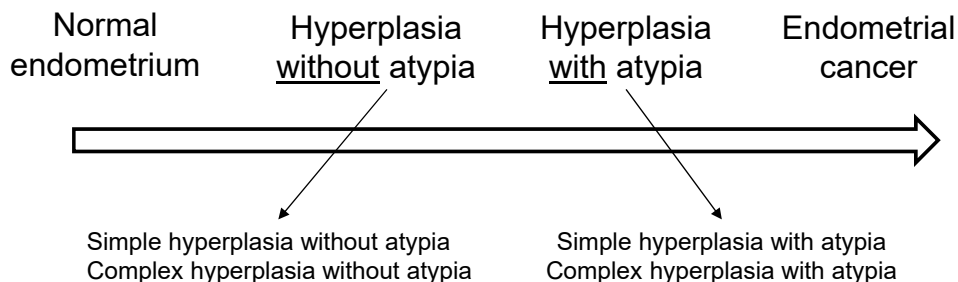 Normal
endometrium
Hyperplasia
without atypia
Hyperplasia
with atypia
Endometrial
cancer
Simple hyperplasia without atypia
Complex hyperplasia without atypia
Simple hyperplasia with atypia
Complex hyperplasia with atypia